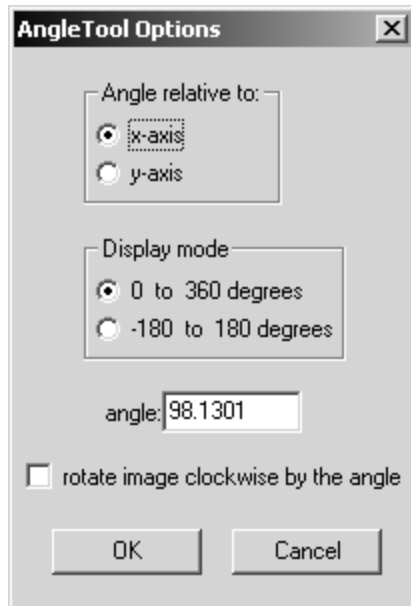 AngleTool Options
Angle relative to:
x-axis
y-axis
Display mode
0 to 360 degrees
-180 to 180 degrees
angle: 98.1301
rotate image clockwise by the angle
OK Cancel